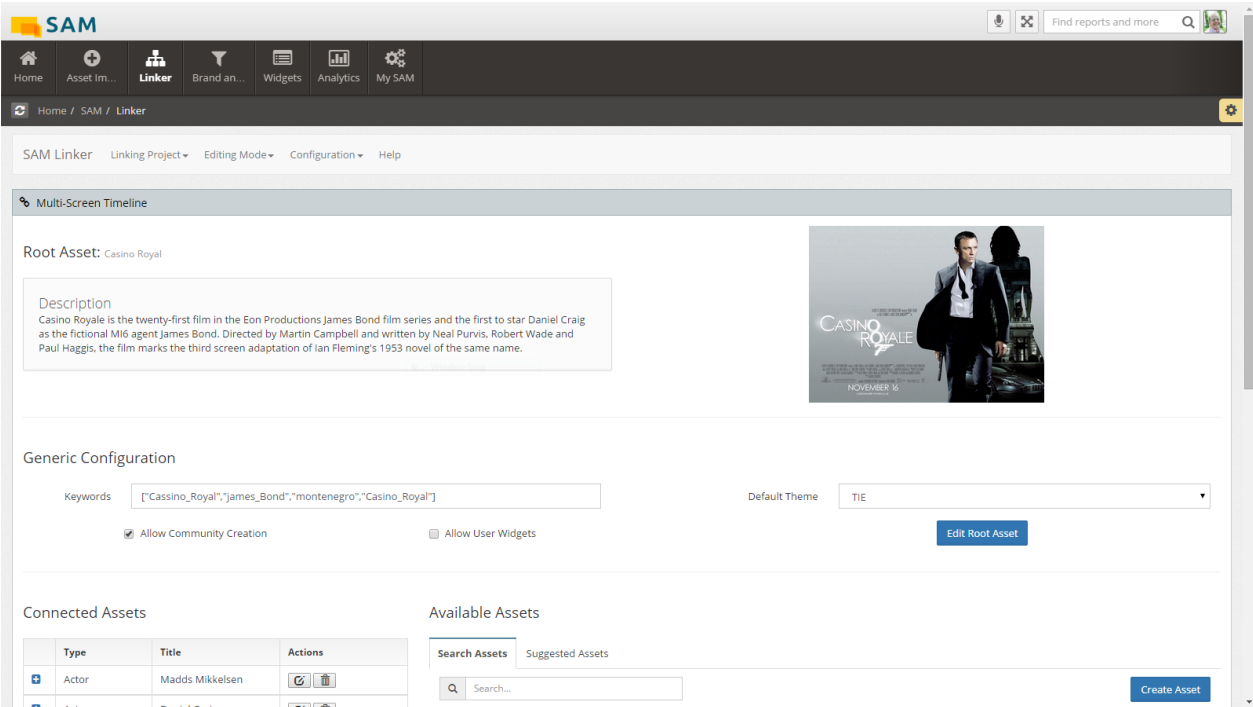 SAM
Find reports and more
Home
Asset Im...
Linker
Brand an...
Widgets
Analytics
My SAM
Home / SAM / Linker
SAM Linker Linking Project Editing Mode Configuration Help
Multi-Screen Timeline
Root Asset: Casino Royal
Description
Casino Royale is the twenty-first film in the Eon Productions James Bond film series and the first to star Daniel Craig
as the fictional MI6 agent James Bond. Directed by Martin Campbell and written by Neal Purvis, Robert Wade and
Paul Haggis, the film marks the third screen adaptation of Ian Fleming's 1953 novel of the same name.
CASINO
ROYALE
NOVEMBER 16
Generic Configuration
Keywords ["Cassino_Royal","James_Bond","montenegro","Casino_Royal"]
Default Theme TIE
Allow Community Creation
Allow User Widgets
Edit Root Asset
Connected Assets
Type Title Actions
Actor Madds Mikkelsen
Available Assets
Search Assets Suggested Assets
Search...
Create Asset